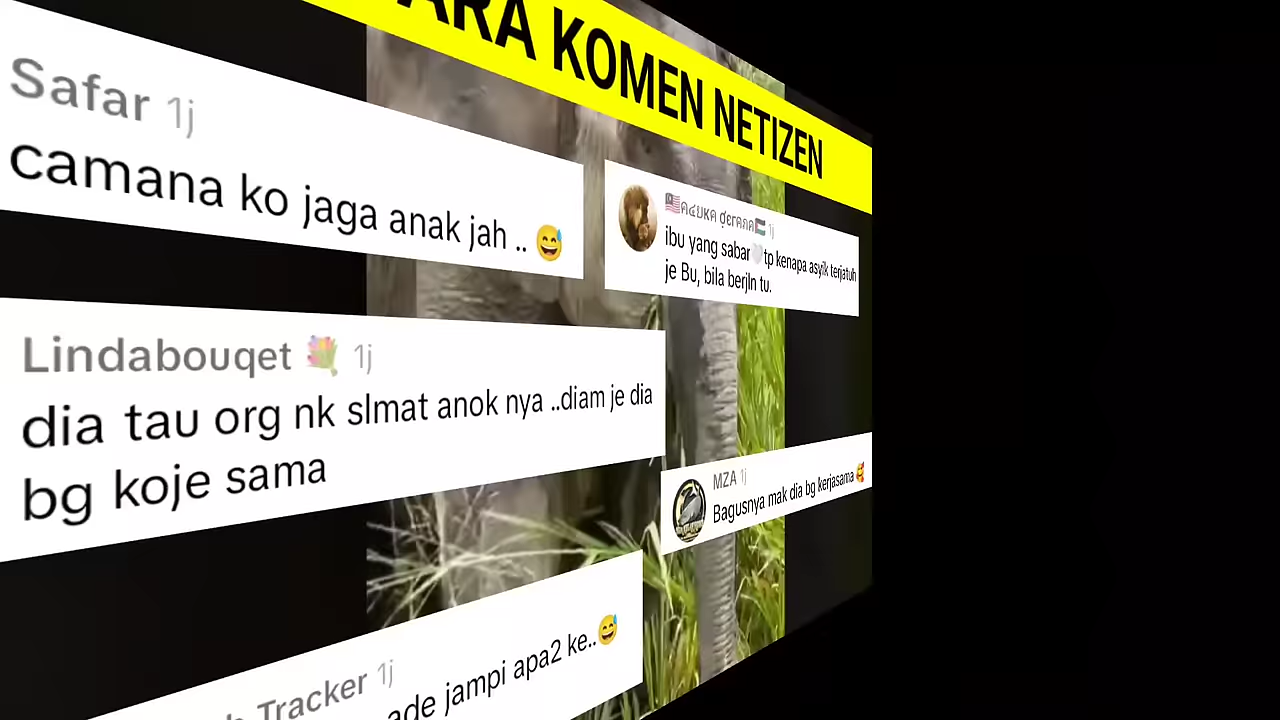 ARA KOMEN NETIZEN
Safar 1j
camana ko jaga anak jah .. 😅
1j
ibu yang sabar🤍tp kenapa asyik terjatuh
je Bu, bila berjln tu.
Lindabouqet 💐 1j
dia tau org nk slmat anok nya ..diam je dia
bg koje sama
MZA 1j
Bagusnya mak dia bg kerjasama 🥰
Tracker 1j
ade jampi apa2 ke..😅